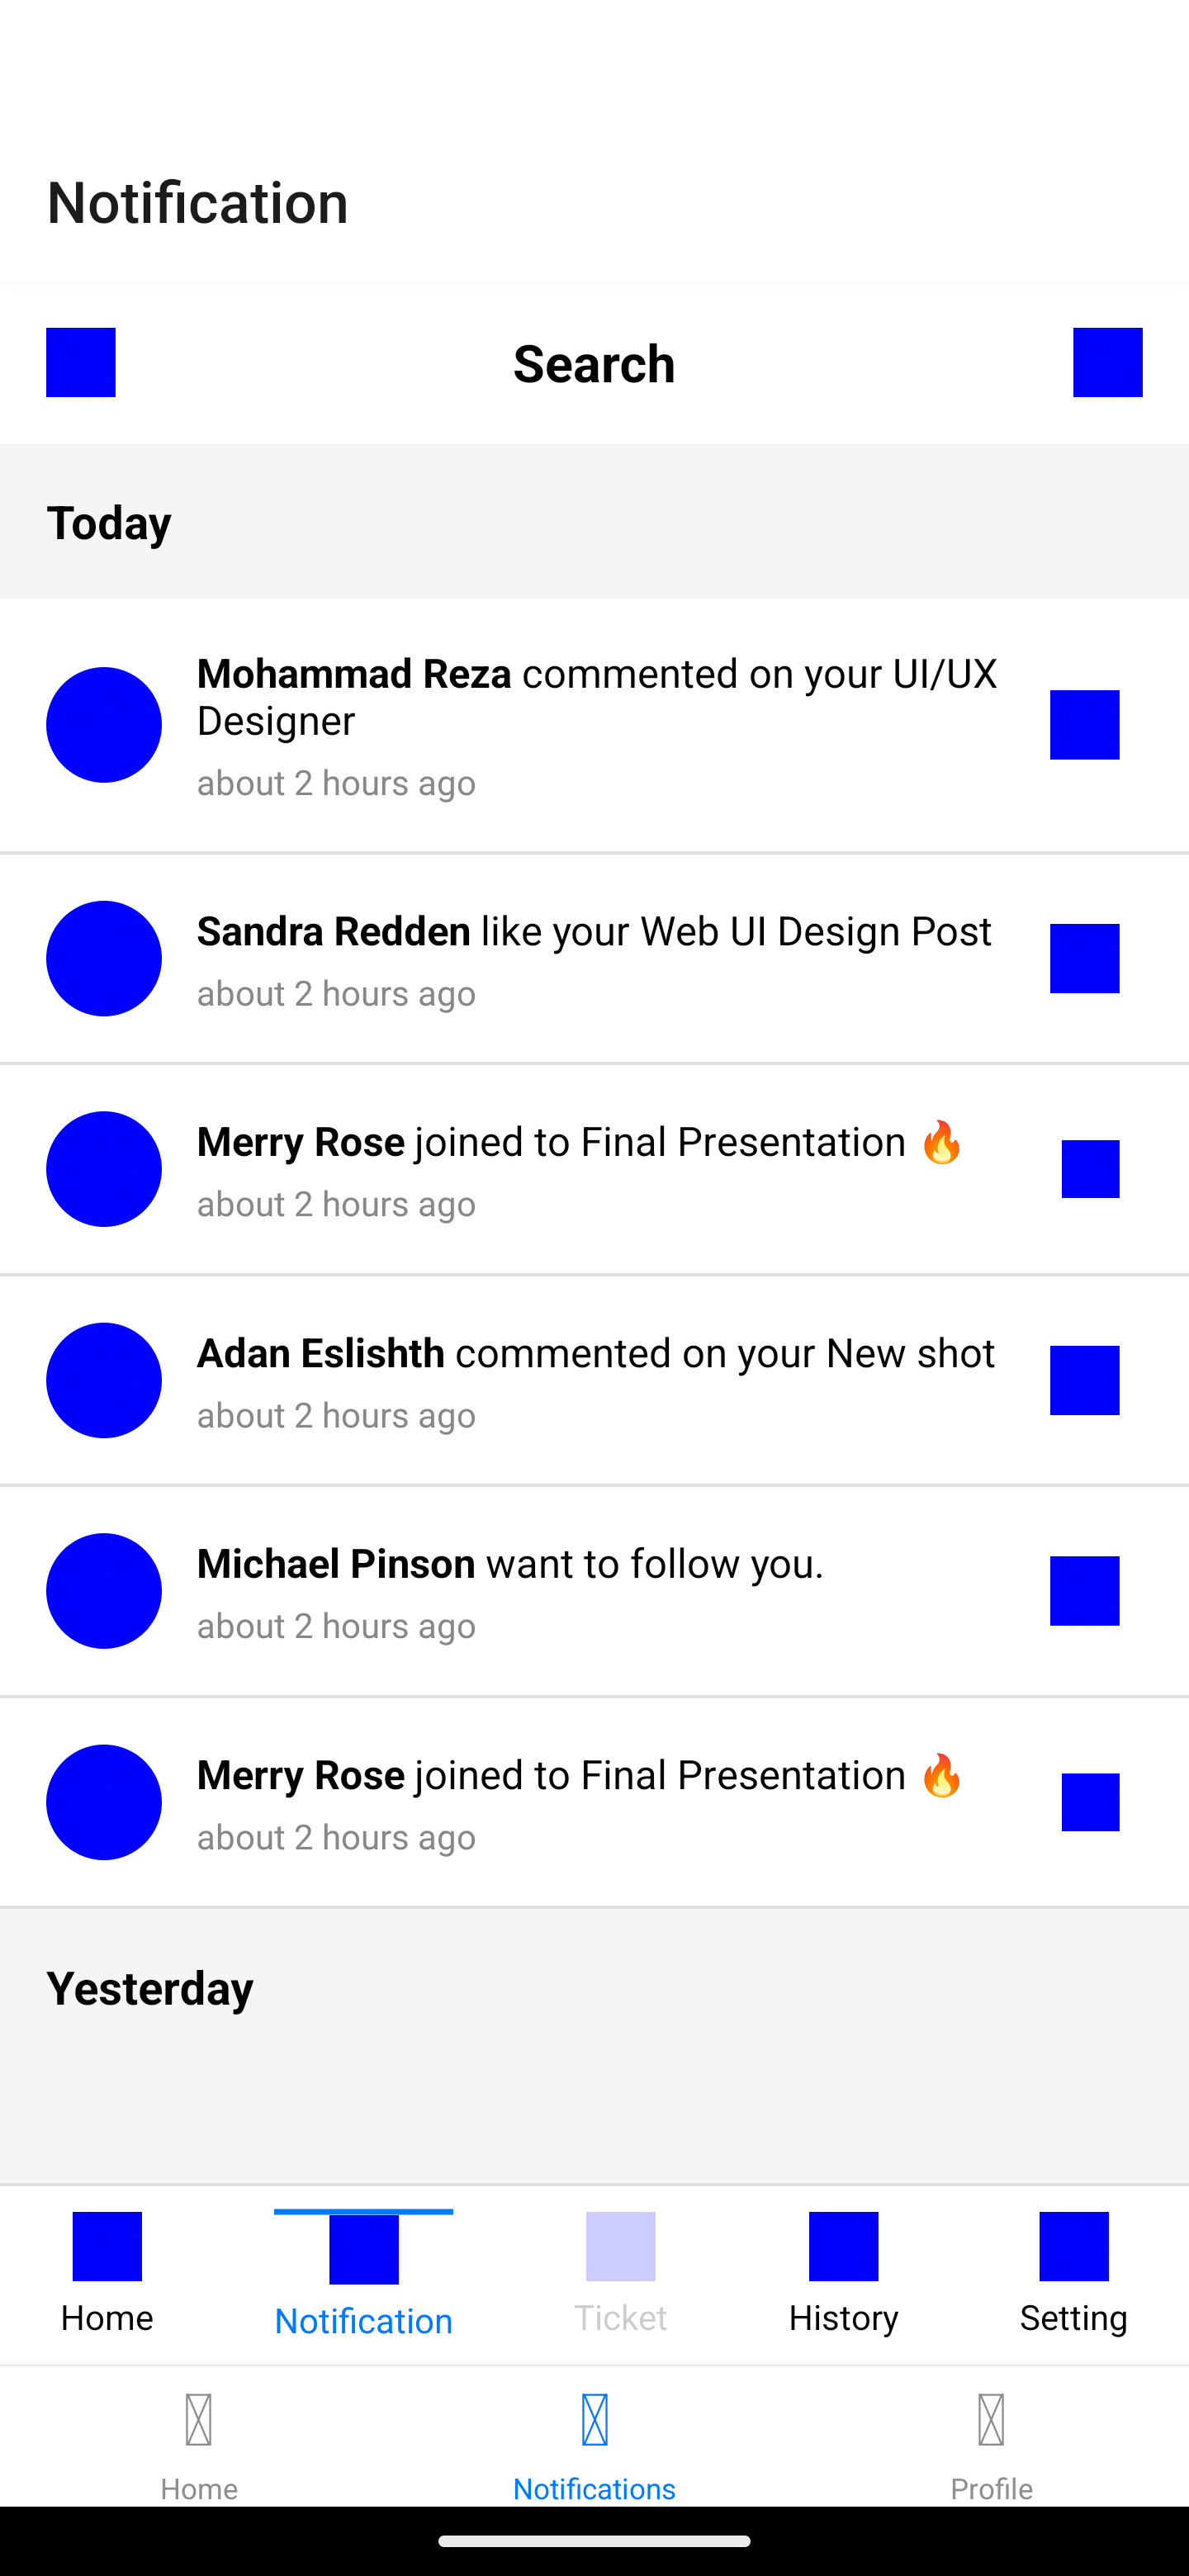 Notification
Search
Today
Mohammad Reza commented on your UI/UX
Designer
about 2 hours ago
Sandra Redden like your Web UI Design Post
about 2 hours ago
Merry Rose joined to Final Presentation 🔥
about 2 hours ago
Adan Eslishth commented on your New shot
about 2 hours ago
Michael Pinson want to follow you.
about 2 hours ago
Merry Rose joined to Final Presentation 🔥
about 2 hours ago
Yesterday
Home Notification Ticket History Setting
Home Notifications Profile